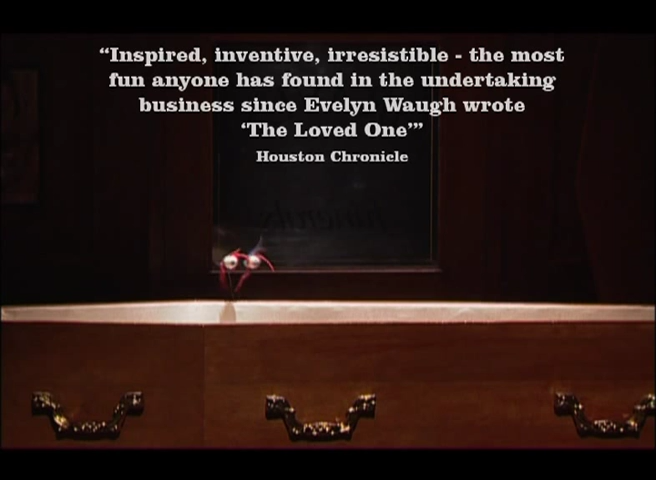 “Inspired, inventive, irresistible - the most
fun anyone has found in the undertaking
business since Evelyn Waugh wrote
‘The Loved One’”
Houston Chronicle